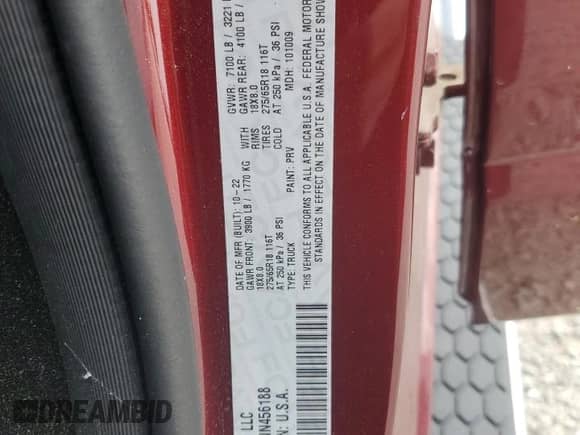 GVWR: 7100 LB / 3221
GAWR REAR: 4100 LB /
WITH 18X8.0
RIMS
TIRES 275/65R18 116T
COLD AT 250 kPa / 36 PSI
MDH: 101009
PAINT: PRV
DATE OF MFR (BUILT): 10-22
GAWR FRONT: 3900 LB / 1770 KG
18X8.0
275/65R18 116T
AT 250 kPa / 36 PSI
TYPE: TRUCK
THIS VEHICLE CONFORMS TO ALL APPLICABLE U.S.A. FEDERAL MOTOR
STANDARDS IN EFFECT ON THE DATE OF MANUFACTURE SHOW
LLC
N456188
N: U.S.A.
DREAMBID